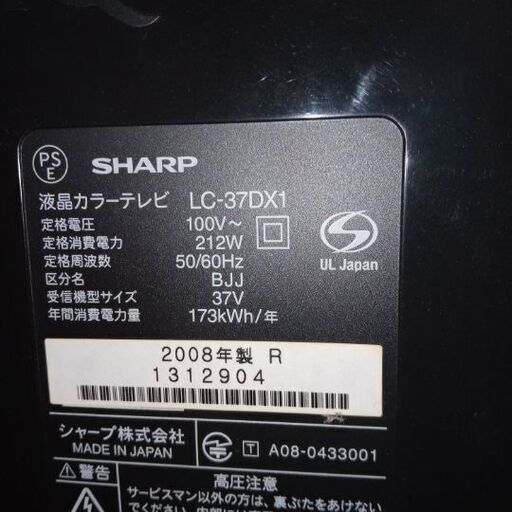 PS
E
SHARP
液晶カラーテレビ LC-37DX1
定格電圧 100V～
定格消費電力 212W
定格周波数 50/60Hz
区分名 BJJ
受信機型サイズ 37V
年間消費電力量 173kWh/年
UL Japan
2008年製 R
1312904
シャープ株式会社
MADE IN JAPAN
T A08-0433001
警告
高圧注意
サービスマン以外の方は、裏ぶたをあけない